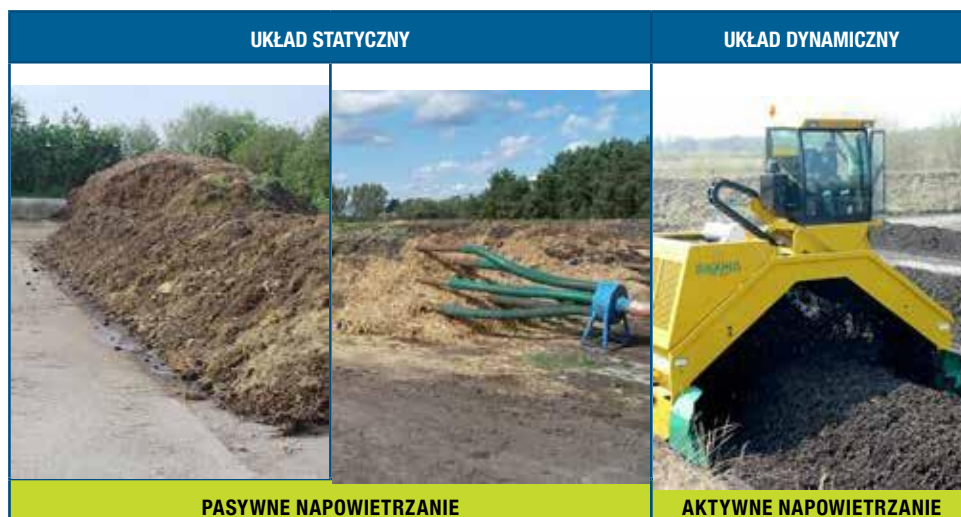 UKŁAD STATYCZNY
UKŁAD DYNAMICZNY
PASYWNE NAPOWIETRZANIE
AKTYWNE NAPOWIETRZANIE